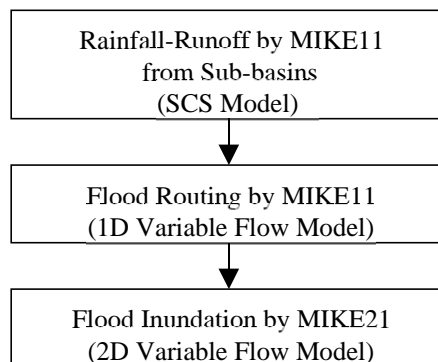 Rainfall-Runoff by MIKE11
from Sub-basins
(SCS Model)
Flood Routing by MIKE11
(1D Variable Flow Model)
Flood Inundation by MIKE21
(2D Variable Flow Model)